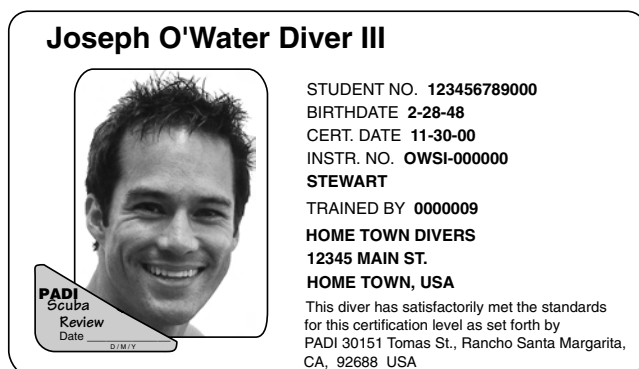 Joseph O'Water Diver III
STUDENT NO. 123456789000
BIRTHDATE 2-28-48
CERT. DATE 11-30-00
INSTR. NO. OWSI-000000
STEWART
TRAINED BY 0000009
HOME TOWN DIVERS
12345 MAIN ST.
HOME TOWN, USA
This diver has satisfactorily met the standards
for this certification level as set forth by
PADI 30151 Tomas St., Rancho Santa Margarita,
CA, 92688 USA
PADI
Scuba
Review
Date
D / M / Y